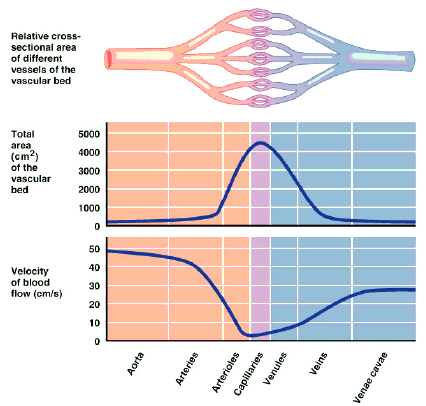 Relative cross-
sectional area
of different
vessels of the
vascular bed
Total
area
(cm2)
of the
vascular
bed
5000
4000
3000
2000
1000
0
Velocity
of blood
flow (cm/s)
50
40
30
20
10
0
Aorta
Arteries
Arterioles
Capillaries
Venules
Veins
Venae cavae